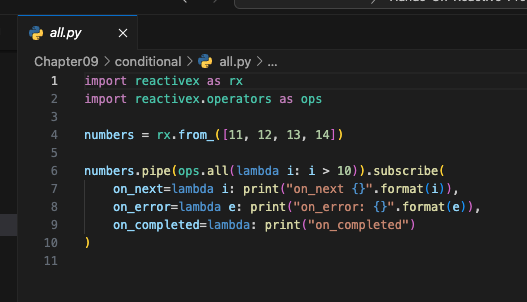 all.py ×
Chapter09 > conditional > all.py > ...
1 import reactivex as rx
2 import reactivex.operators as ops
3
4 numbers = rx.from_([11, 12, 13, 14])
5
6 numbers.pipe(ops.all(lambda i: i > 10)).subscribe(
7     on_next=lambda i: print("on_next {}".format(i)),
8     on_error=lambda e: print("on_error: {}".format(e)),
9     on_completed=lambda: print("on_completed")
10 )
11